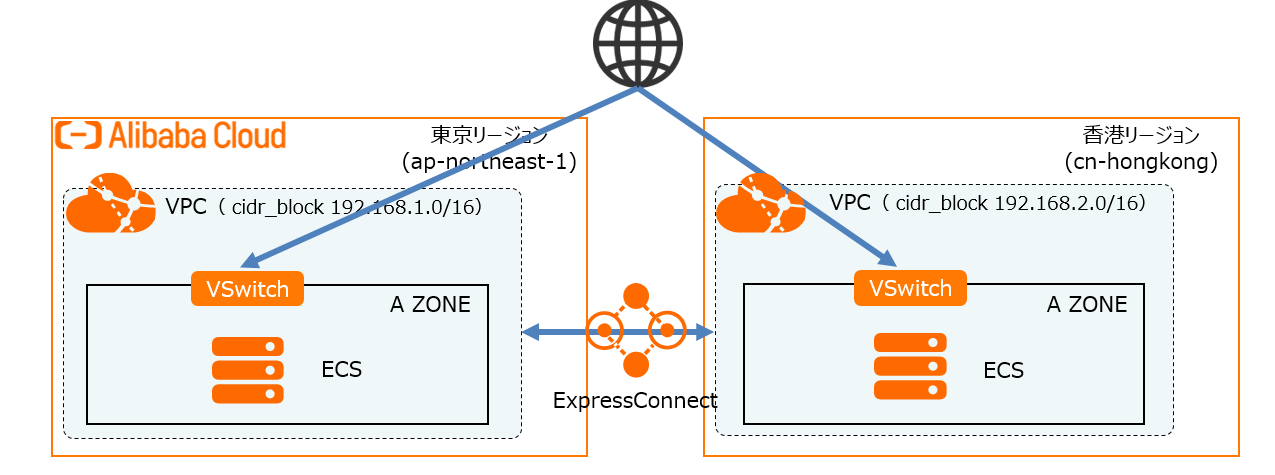 Alibaba Cloud
東京リージョン
(ap-northeast-1)
VPC（ cidr_block 192.168.1.0/16）
VSwitch
A ZONE
ECS
ExpressConnect
香港リージョン
(cn-hongkong)
VPC（ cidr_block 192.168.2.0/16）
VSwitch
A ZONE
ECS